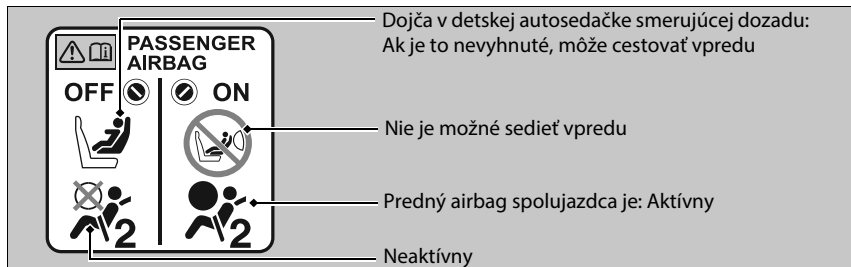 PASSENGER
AIRBAG
OFF
ON
2
2
Dojča v detskej autosedačke smerujúcej dozadu:
Ak je to nevyhnuté, môže cestovať vpredu
Nie je možné sedieť vpredu
Predný airbag spolujazdca je: Aktívny
Neaktívny